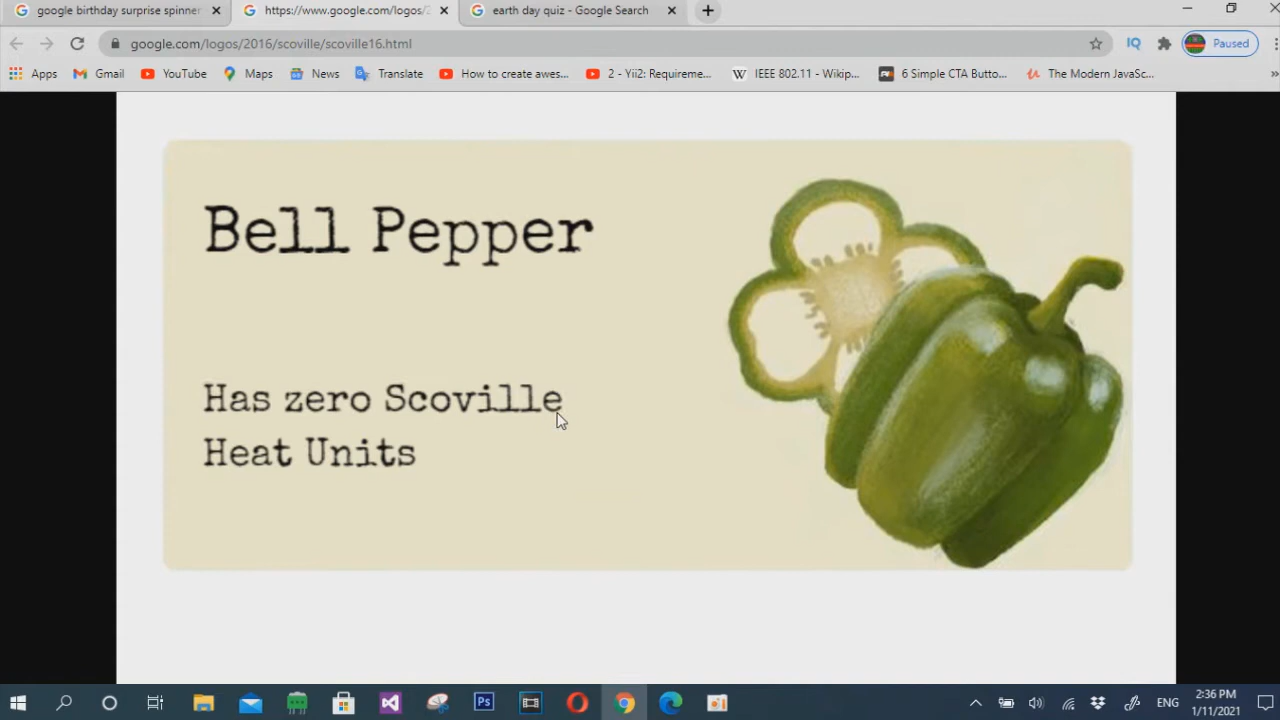 google birthday surprise spinner
https://www.google.com/logos/2
earth day quiz - Google Search
google.com/logos/2016/scoville/scoville16.html
IQ
Paused
Apps
Gmail
YouTube
Maps
News
Translate
How to create awes...
2 - Yii2: Requireme...
W
IEEE 802.11 - Wikip...
6 Simple CTA Butto...
The Modern JavaSc...
Bell Pepper
Has zero Scoville
Heat Units
Ps
ENG
2:36 PM
1/11/2021